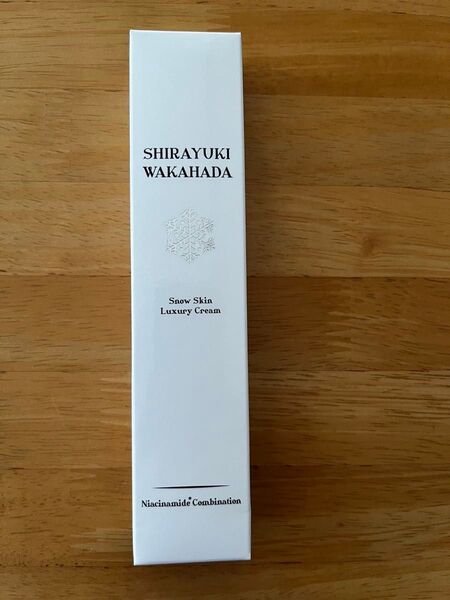 SHIRAYUKI
WAKAHADA
Snow Skin
Luxury Cream
Niacinamide* Combination